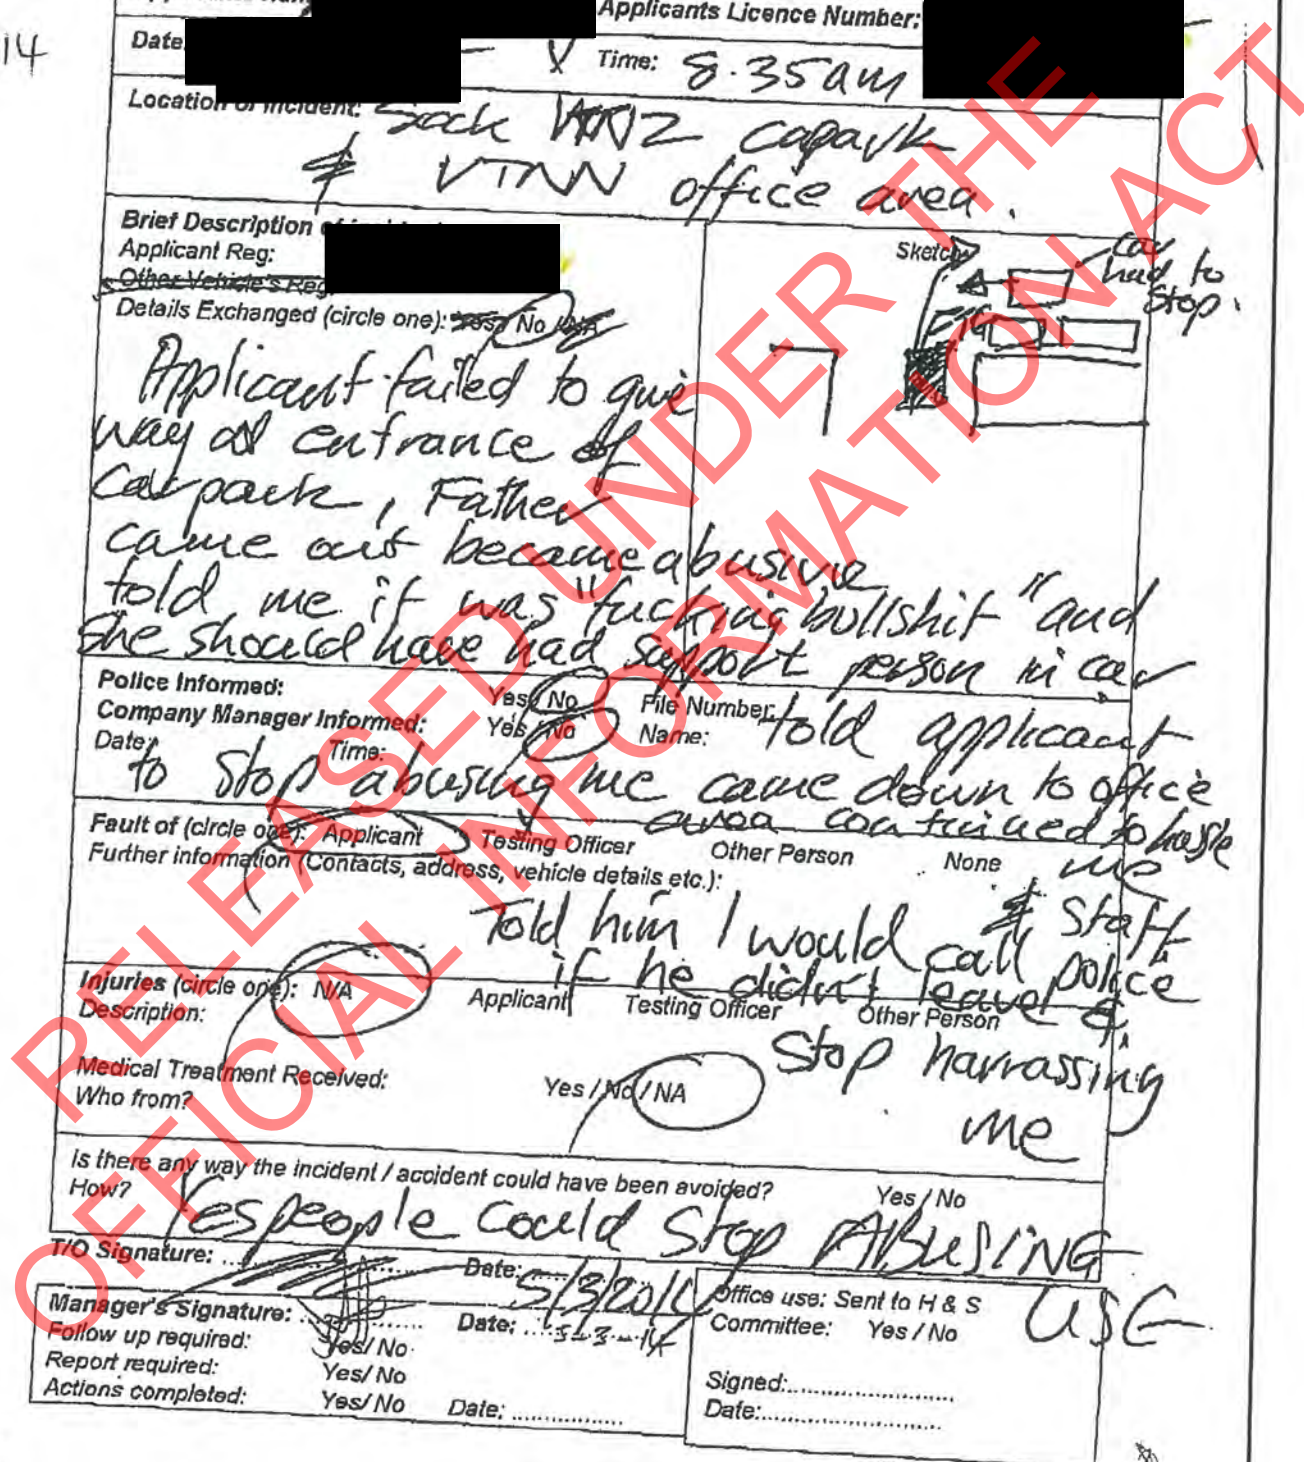 Applicants Licence Number:
14
Date:
Time: 8.35am
Location of Incident:
capark
& VTNN office area.
Brief Description of
Applicant Reg:
Other Vehicle's Reg
Details Exchanged (circle one): Yes / No / NA
Sketch
car
had to
stop.
Applicant failed to give
way at entrance of
carpark, Father
came out became abusive
told me it was "fucking bullshit" and
She should have had support person in car
Police Informed: Yes / No File Number:
Company Manager Informed: Yes / No Name: told applicant
Date: Time:
to stop abusing me came down to office
area continued to hassle
me
Fault of (circle one): Applicant Testing Officer Other Person None
Further information (Contacts, address, vehicle details etc.):
& Staff
Told him I would call police
if he didn't leave &
Stop harrassing
me
Injuries (circle one): N/A Applicant Testing Officer Other Person
Description:
Medical Treatment Received: Yes / No / NA
Who from?
Is there any way the incident / accident could have been avoided? Yes / No
How? Yes people could stop ABUSING
USE
T/O Signature: Date: 5/3/2014
Manager's Signature: Date: 5-3-14
Follow up required: Yes/ No
Report required: Yes/ No
Actions completed: Yes/ No Date:
Office use: Sent to H & S
Committee: Yes / No
Signed:
Date:
RELEASED UNDER THE
OFFICIAL INFORMATION ACT